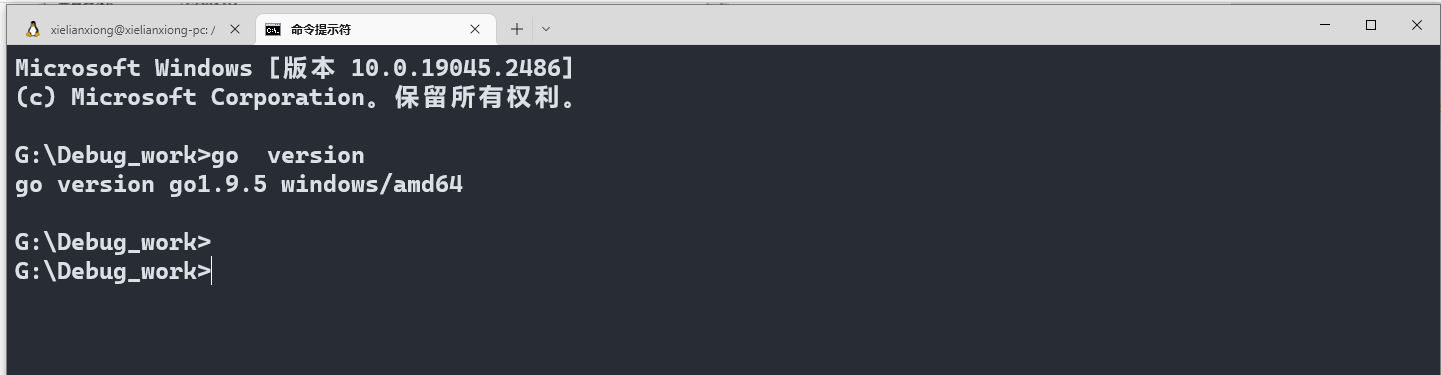 xielianxiong@xielianxiong-pc: /
命令提示符
Microsoft Windows [版本 10.0.19045.2486]
(c) Microsoft Corporation。保留所有权利。
G:\Debug_work>go  version
go version go1.9.5 windows/amd64
G:\Debug_work>
G:\Debug_work>